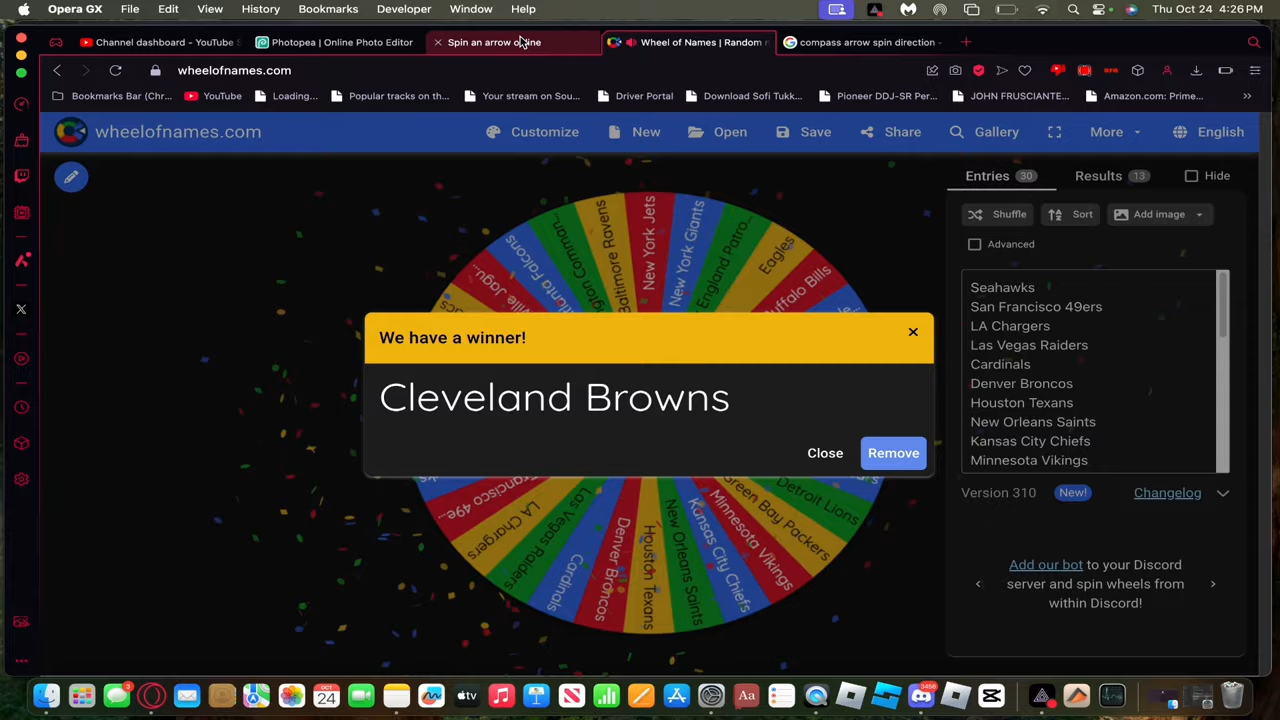 Opera GX File Edit View History Bookmarks Developer Window Help Thu Oct 24 4:26 PM
Channel dashboard - YouTube S Photopea | Online Photo Editor Spin an arrow online Wheel of Names | Random n compass arrow spin direction -
wheelofnames.com
Bookmarks Bar (Chr... YouTube Loading... Popular tracks on th... Your stream on Sou... Driver Portal Download Sofi Tukk... Pioneer DDJ-SR Per... JOHN FRUSCIANTE... Amazon.com: Prime...
wheelofnames.com Customize New Open Save Share Gallery More English
Entries 30 Results 13 Hide
Shuffle Sort Add image
Advanced
Seahawks
San Francisco 49ers
LA Chargers
Las Vegas Raiders
Cardinals
Denver Broncos
Houston Texans
New Orleans Saints
Kansas City Chiefs
Minnesota Vikings
Version 310 New! Changelog
Add our bot to your Discord
server and spin wheels from
within Discord!
Atlanta Falcons
Baltimore Ravens
New York Jets
New York Giants
Eagles
We have a winner!
Cleveland Browns
Close Remove
LA Chargers
Las Vegas Raiders
Cardinals
Denver Broncos
Houston Texans
New Orleans Saints
Kansas City Chiefs
Minnesota Vikings
Green Bay Packers
Detroit Lions